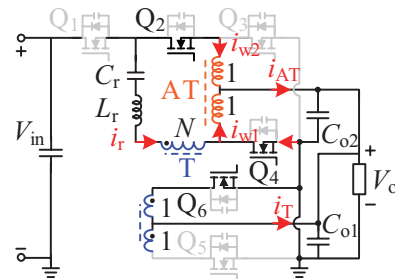 Q1
Q2
Q3
+
Cr
iw2
1
iAT
AT
Lr
1
Vin
ir
N
iw1
Co2
+
T
Q4
Vo
Q6
1
iT
Co1
−
1
Q5
−